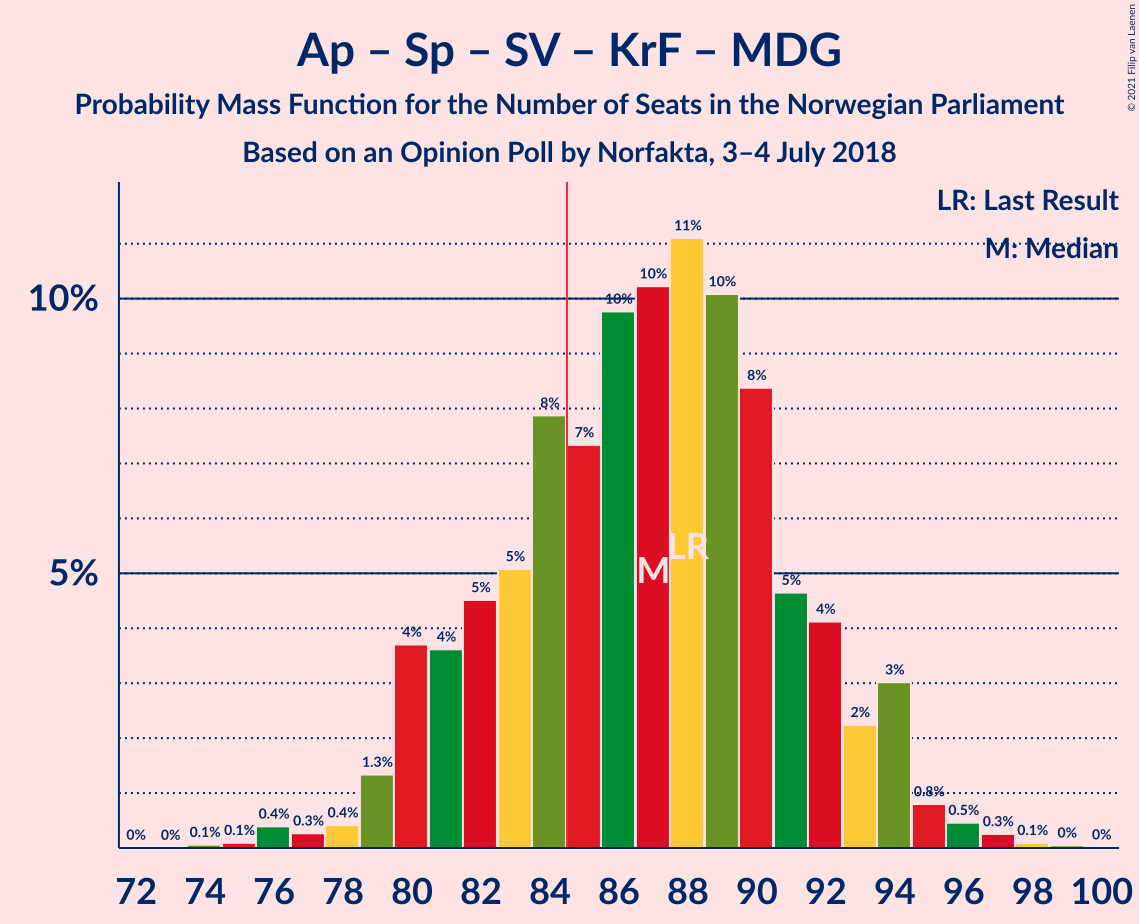 Ap – Sp – SV – KrF – MDG
Probability Mass Function for the Number of Seats in the Norwegian Parliament
Based on an Opinion Poll by Norfakta, 3–4 July 2018
© 2021 Filip van Laenen
LR: Last Result
M: Median
10%
5%
0% 0% 0.1% 0.1% 0.4% 0.3% 0.4% 1.3% 4% 4% 5% 5% 8% 7% 10% 10% 11% 10% 8% 5% 4% 2% 3% 0.8% 0.5% 0.3% 0.1% 0% 0%
M LR
72 74 76 78 80 82 84 86 88 90 92 94 96 98 100